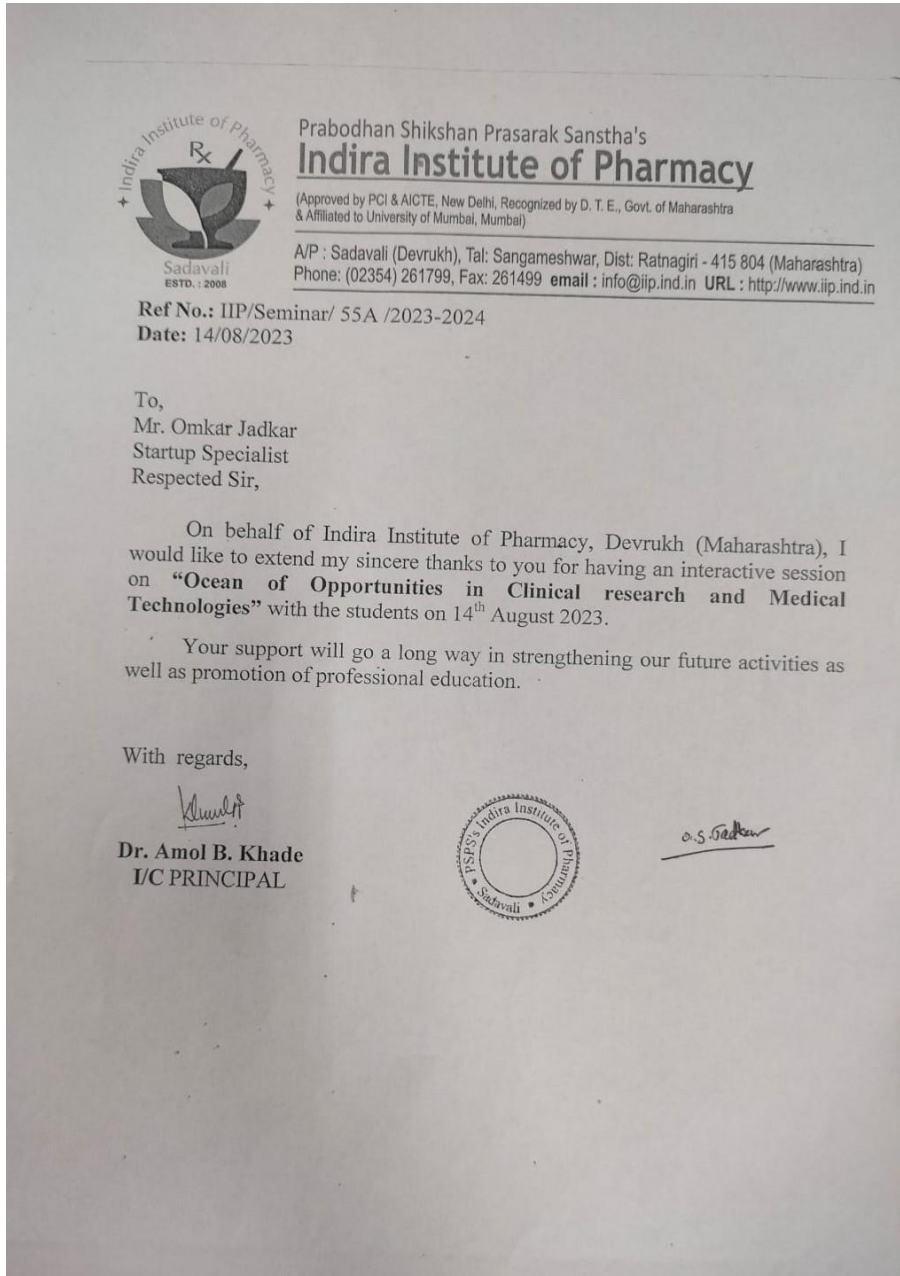 Indira Institute of Pharmacy
Rx
Sadavali
ESTD. : 2008
Prabodhan Shikshan Prasarak Sanstha's
Indira Institute of Pharmacy
(Approved by PCI & AICTE, New Delhi, Recognized by D. T. E., Govt. of Maharashtra
& Affiliated to University of Mumbai, Mumbai)
A/P : Sadavali (Devrukh), Tal: Sangameshwar, Dist: Ratnagiri - 415 804 (Maharashtra)
Phone: (02354) 261799, Fax: 261499 email : info@iip.ind.in URL : http://www.iip.ind.in
Ref No.: IIP/Seminar/ 55A /2023-2024
Date: 14/08/2023
To,
Mr. Omkar Jadkar
Startup Specialist
Respected Sir,
On behalf of Indira Institute of Pharmacy, Devrukh (Maharashtra), I
would like to extend my sincere thanks to you for having an interactive session
on “Ocean of Opportunities in Clinical research and Medical
Technologies” with the students on 14th August 2023.
Your support will go a long way in strengthening our future activities as
well as promotion of professional education.
With regards,
Dr. Amol B. Khade
I/C PRINCIPAL
PSPS's Indira Institute of Pharmacy
Sadavali
O.S.Jadkar